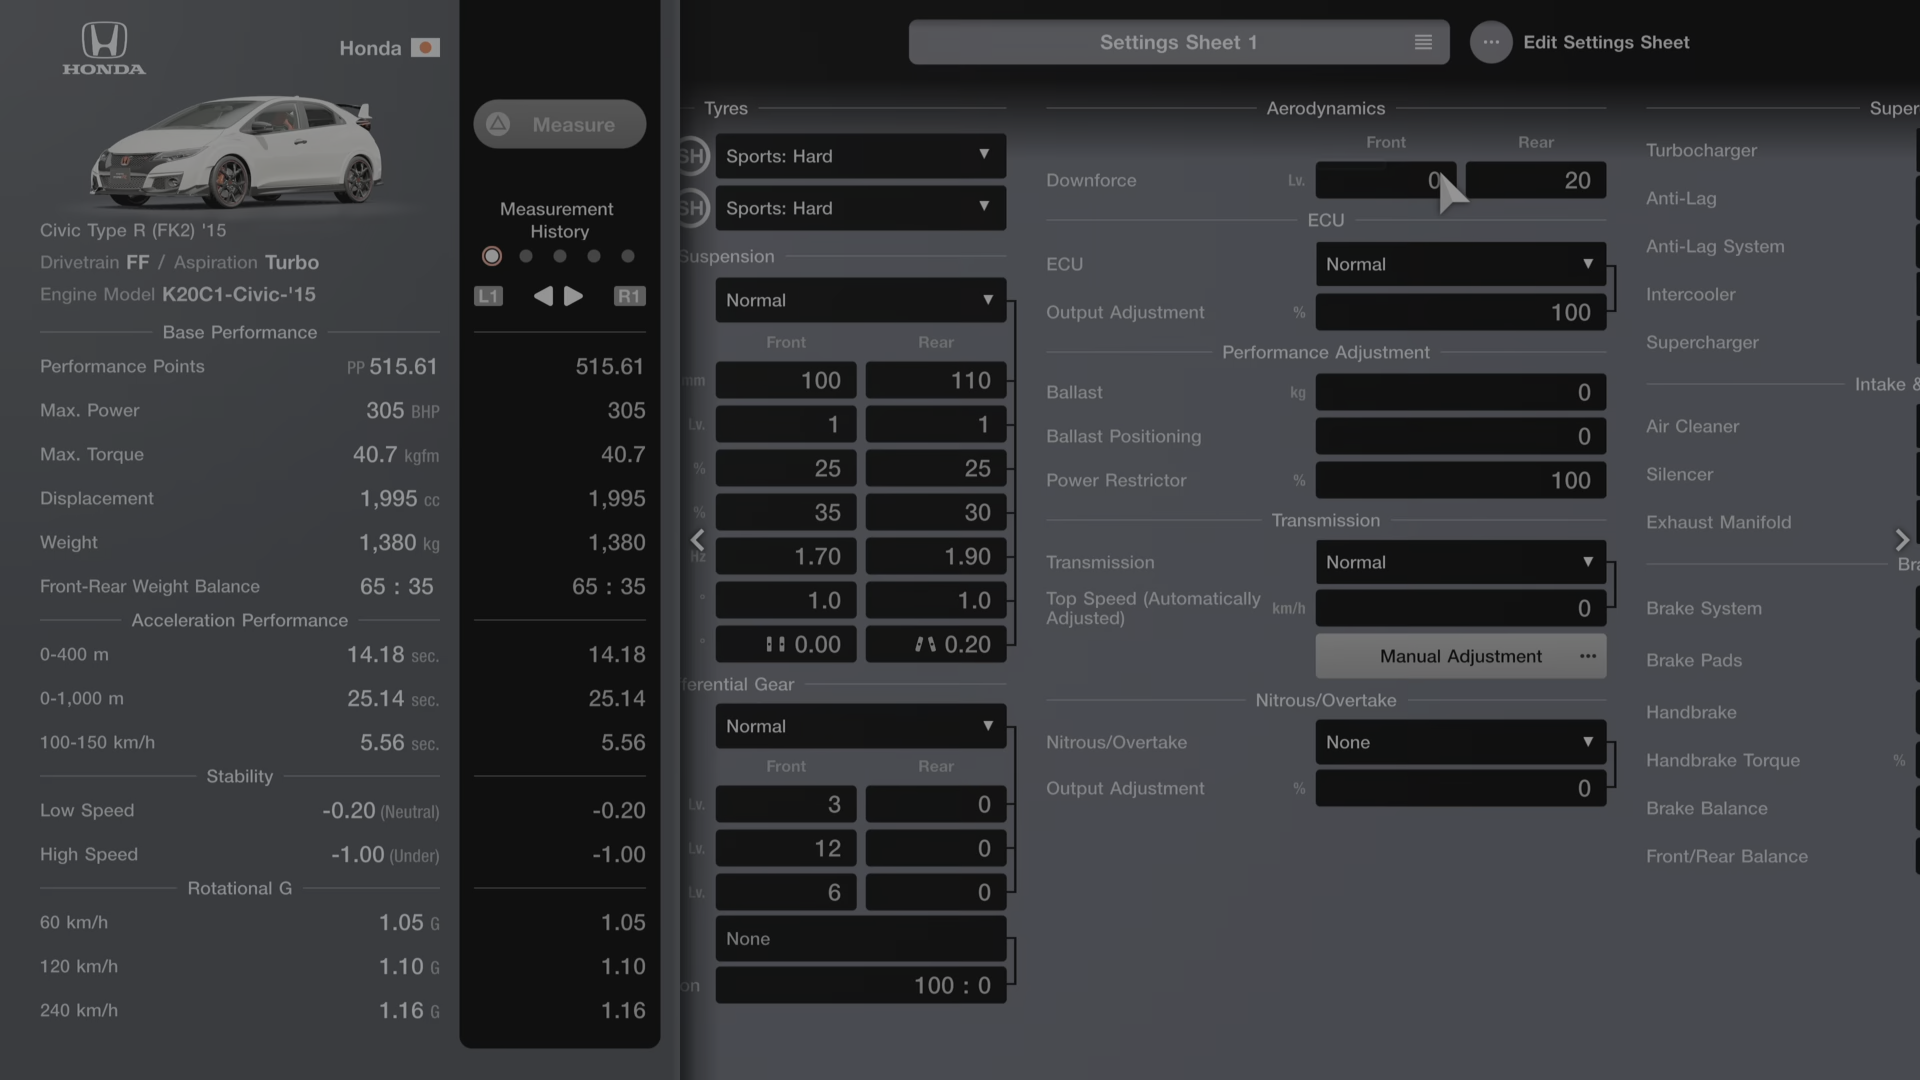 HONDA
Honda
Civic Type R (FK2) '15
Drivetrain FF / Aspiration Turbo
Engine Model K20C1-Civic-'15
Base Performance
Performance Points PP 515.61
Max. Power 305 BHP
Max. Torque 40.7 kgfm
Displacement 1,995 cc
Weight 1,380 kg
Front-Rear Weight Balance 65 : 35
Acceleration Performance
0-400 m 14.18 sec.
0-1,000 m 25.14 sec.
100-150 km/h 5.56 sec.
Stability
Low Speed -0.20 (Neutral)
High Speed -1.00 (Under)
Rotational G
60 km/h 1.05 G
120 km/h 1.10 G
240 km/h 1.16 G
Measure
Measurement
History
L1 R1
515.61
305
40.7
1,995
1,380
65 : 35
14.18
25.14
5.56
-0.20
-1.00
1.05
1.10
1.16
Settings Sheet 1
Edit Settings Sheet
Tyres
SH Sports: Hard
SH Sports: Hard
Suspension
Normal
Front Rear
mm 100 110
Lv. 1 1
% 25 25
% 35 30
Hz 1.70 1.90
° 1.0 1.0
° 0.00 0.20
ferential Gear
Normal
Front Rear
Lv. 3 0
Lv. 12 0
Lv. 6 0
None
on 100 : 0
Aerodynamics
Front Rear
Downforce Lv. 0 20
ECU
ECU Normal
Output Adjustment % 100
Performance Adjustment
Ballast kg 0
Ballast Positioning 0
Power Restrictor % 100
Transmission
Transmission Normal
Top Speed (Automatically
Adjusted) km/h 0
Manual Adjustment
Nitrous/Overtake
Nitrous/Overtake None
Output Adjustment % 0
Super
Turbocharger
Anti-Lag
Anti-Lag System
Intercooler
Supercharger
Intake &
Air Cleaner
Silencer
Exhaust Manifold
Bra
Brake System
Brake Pads
Handbrake
Handbrake Torque %
Brake Balance
Front/Rear Balance